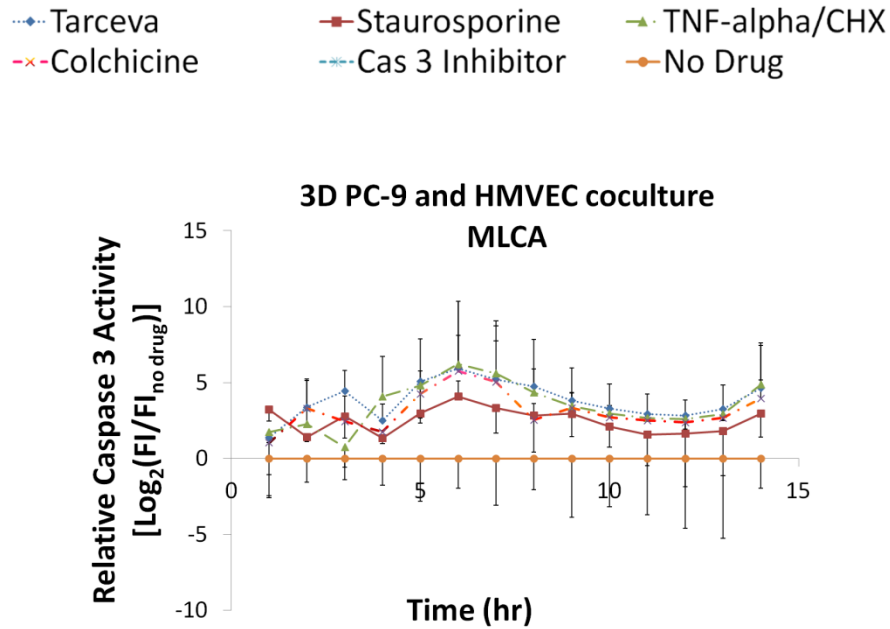 Tarceva Staurosporine TNF-alpha/CHX
Colchicine Cas 3 Inhibitor No Drug
3D PC-9 and HMVEC coculture
MLCA
Relative Caspase 3 Activity
[Log2(FI/FIno drug)]
15
10
5
0
-5
-10
0 5 10 15
Time (hr)